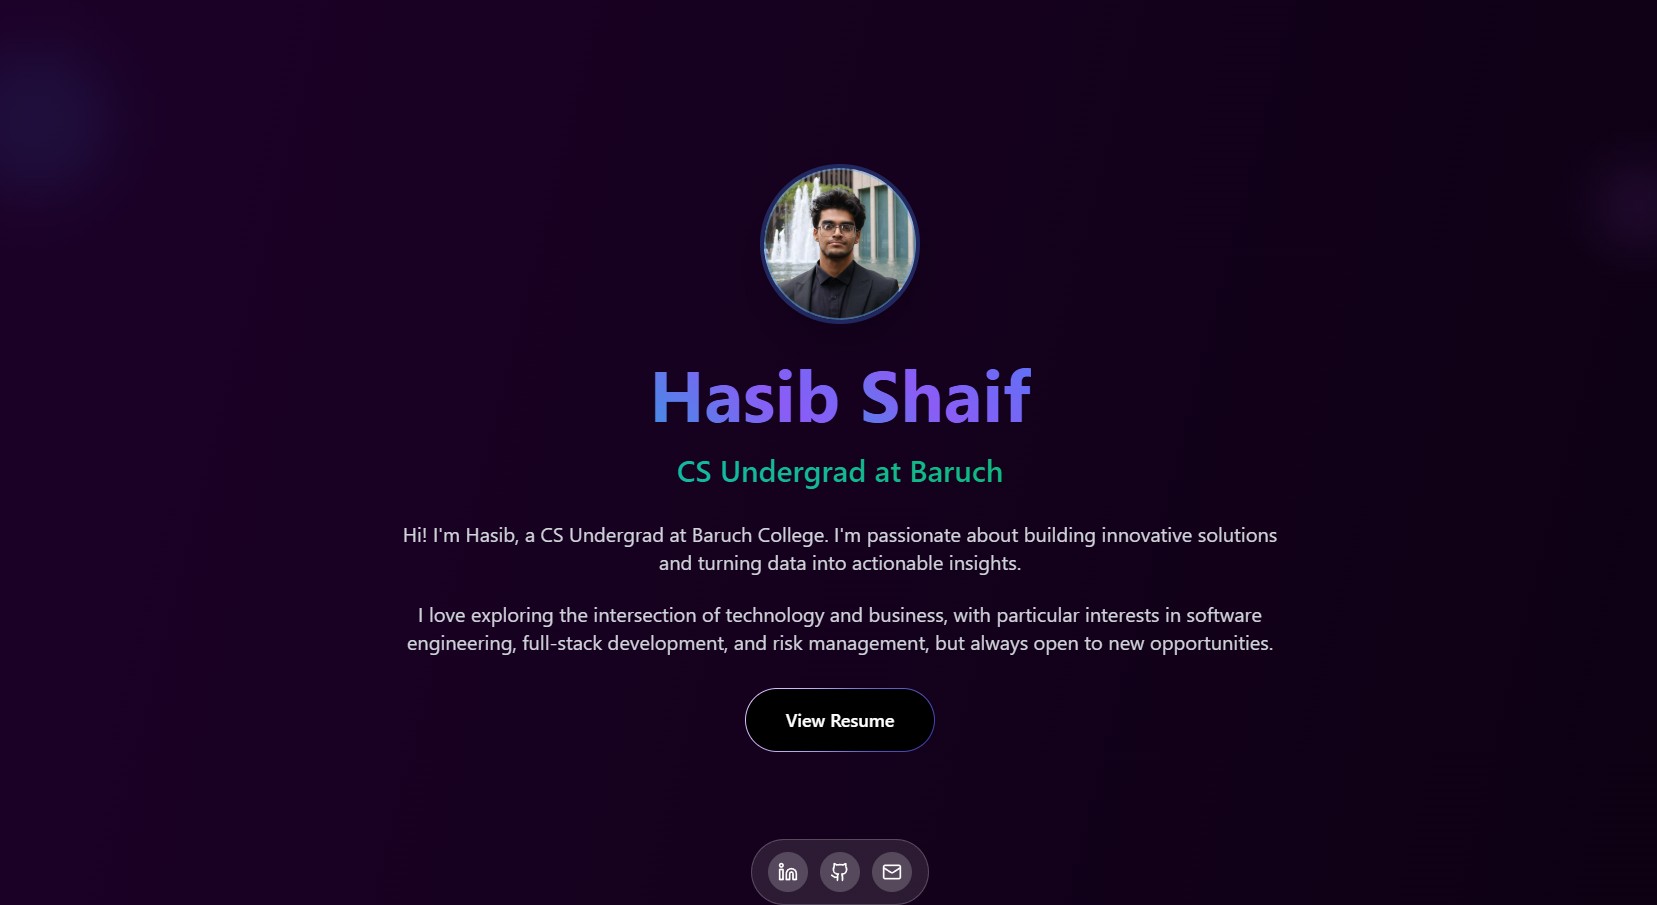 Hasib Shaif
CS Undergrad at Baruch
Hi! I'm Hasib, a CS Undergrad at Baruch College. I'm passionate about building innovative solutions
and turning data into actionable insights.
I love exploring the intersection of technology and business, with particular interests in software
engineering, full-stack development, and risk management, but always open to new opportunities.
View Resume
in